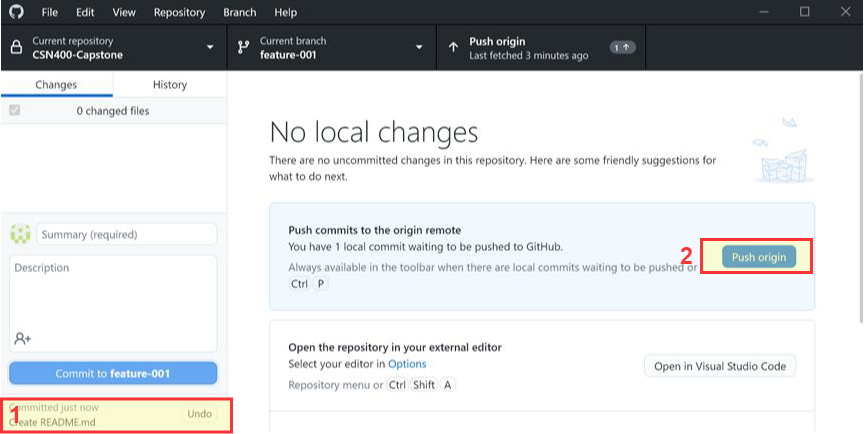 File Edit View Repository Branch Help
Current repository
CSN400-Capstone
Current branch
feature-001
Push origin
Last fetched 3 minutes ago
1
Changes History
0 changed files
Summary (required)
Description
Commit to feature-001
1
Committed just now
Create README.md
Undo
No local changes
There are no uncommitted changes in this repository. Here are some friendly suggestions for
what to do next.
Push commits to the origin remote
You have 1 local commit waiting to be pushed to GitHub.
Always available in the toolbar when there are local commits waiting to be pushed or
Ctrl P
2
Push origin
Open the repository in your external editor
Select your editor in Options
Repository menu or Ctrl Shift A
Open in Visual Studio Code